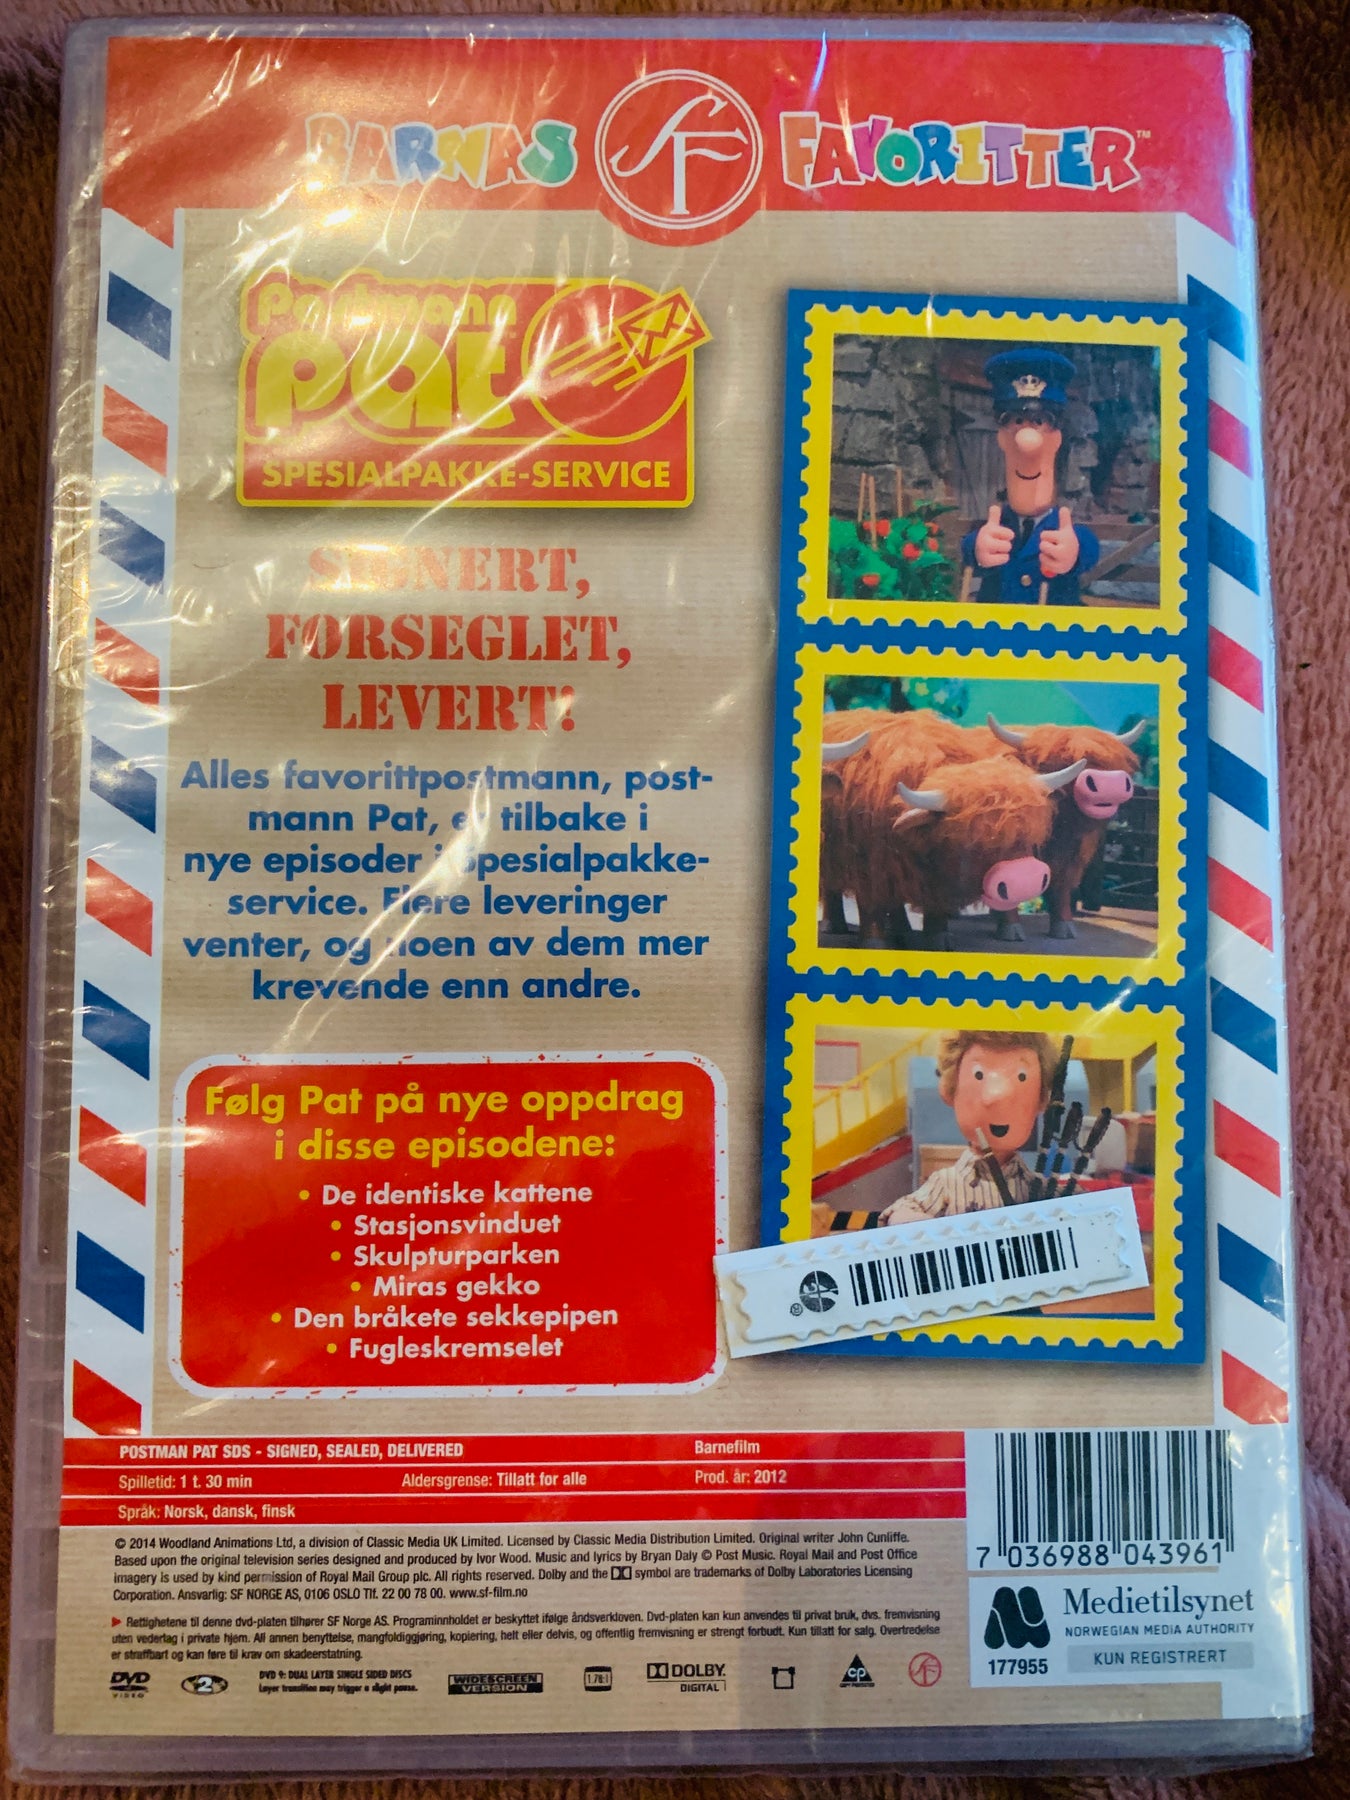 BARNAS SF FAVORITTER™
Postmann
pat
SPESIALPAKKE-SERVICE
SIGNERT,
FORSEGLET,
LEVERT!
Alles favorittpostmann, post-
mann Pat, er tilbake i
nye episoder i Spesialpakke-
service. Flere leveringer
venter, og noen av dem mer
krevende enn andre.
Følg Pat på nye oppdrag
i disse episodene:
• De identiske kattene
• Stasjonsvinduet
• Skulpturparken
• Miras gekko
• Den bråkete sekkepipen
• Fugleskremselet
POSTMAN PAT SDS - SIGNED, SEALED, DELIVERED Barnefilm
Spilletid: 1 t. 30 min Aldersgrense: Tillatt for alle Prod. år: 2012
Språk: Norsk, dansk, finsk
© 2014 Woodland Animations Ltd, a division of Classic Media UK Limited. Licensed by Classic Media Distribution Limited. Original writer John Cunliffe.
Based upon the original television series designed and produced by Ivor Wood. Music and lyrics by Bryan Daly © Post Music. Royal Mail and Post Office
imagery is used by kind permission of Royal Mail Group plc. All rights reserved. Dolby and the symbol are trademarks of Dolby Laboratories Licensing
Corporation. Ansvarlig: SF NORGE AS, 0106 OSLO Tlf. 22 00 78 00. www.sf-film.no
Rettighetene til denne dvd-platen tilhører SF Norge AS. Programinnholdet er beskyttet ifølge åndsverkloven. Dvd-platen kan kun anvendes til privat bruk, dvs. fremvisning
uten vederlag i private hjem. All annen benyttelse, mangfoldiggjøring, kopiering, helt eller delvis, og offentlig fremvisning er strengt forbudt. Kun tillatt for salg. Overtredelse
er straffbart og kan føre til krav om skadeerstatning.
7 036988 043961
Medietilsynet
NORWEGIAN MEDIA AUTHORITY
177955 KUN REGISTRERT
DVD VIDEO 2 DVD 9: DUAL LAYER SINGLE SIDED DISCS
Layer transition may trigger a slight pause.
WIDESCREEN VERSION 1.78:1 DOLBY DIGITAL CP COPY PROTECTED SF